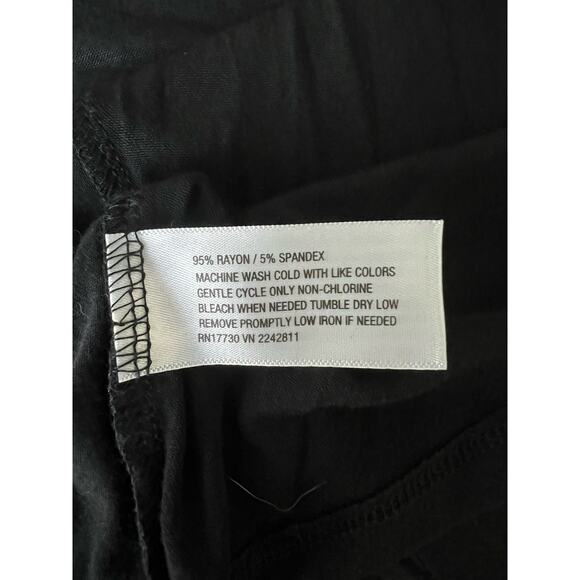 95% RAYON / 5% SPANDEX
MACHINE WASH COLD WITH LIKE COLORS
GENTLE CYCLE ONLY NON-CHLORINE
BLEACH WHEN NEEDED TUMBLE DRY LOW
REMOVE PROMPTLY LOW IRON IF NEEDED
RN17730 VN 2242811